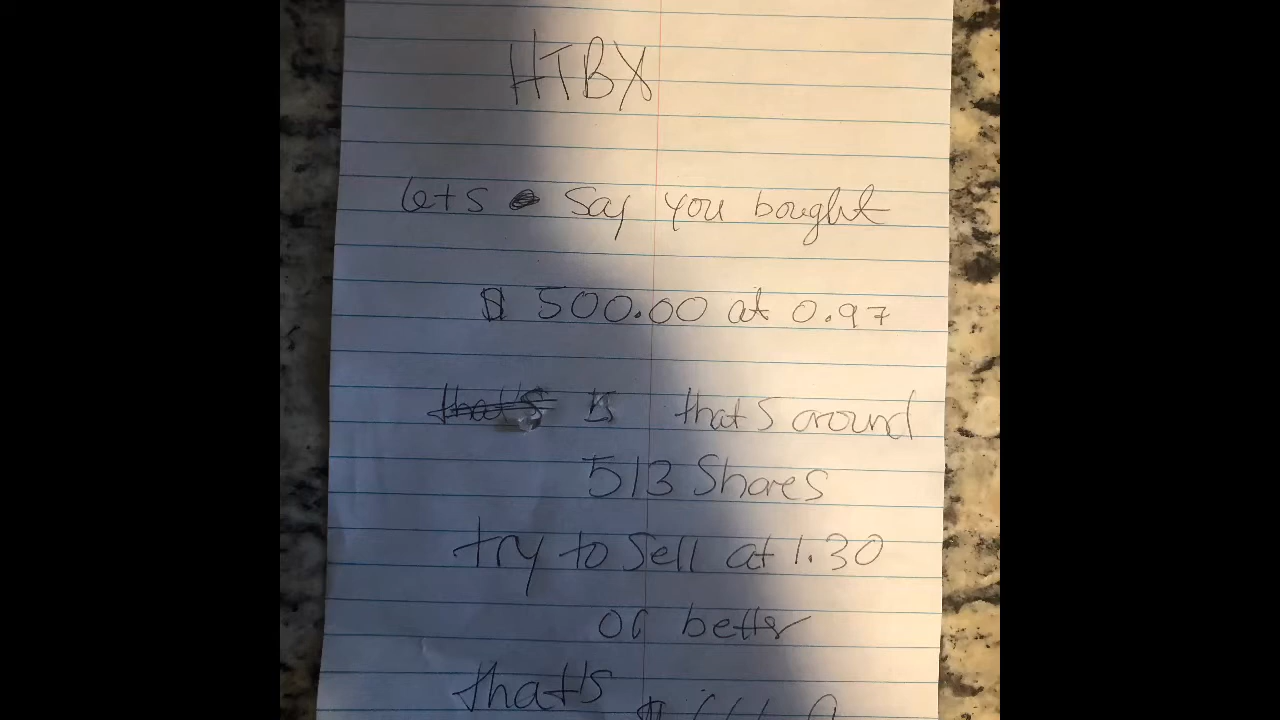 HTBX
lets say you bought
$500.00 at 0.97
that's is thats around
513 Shares
try to sell at 1.30
or better
that's